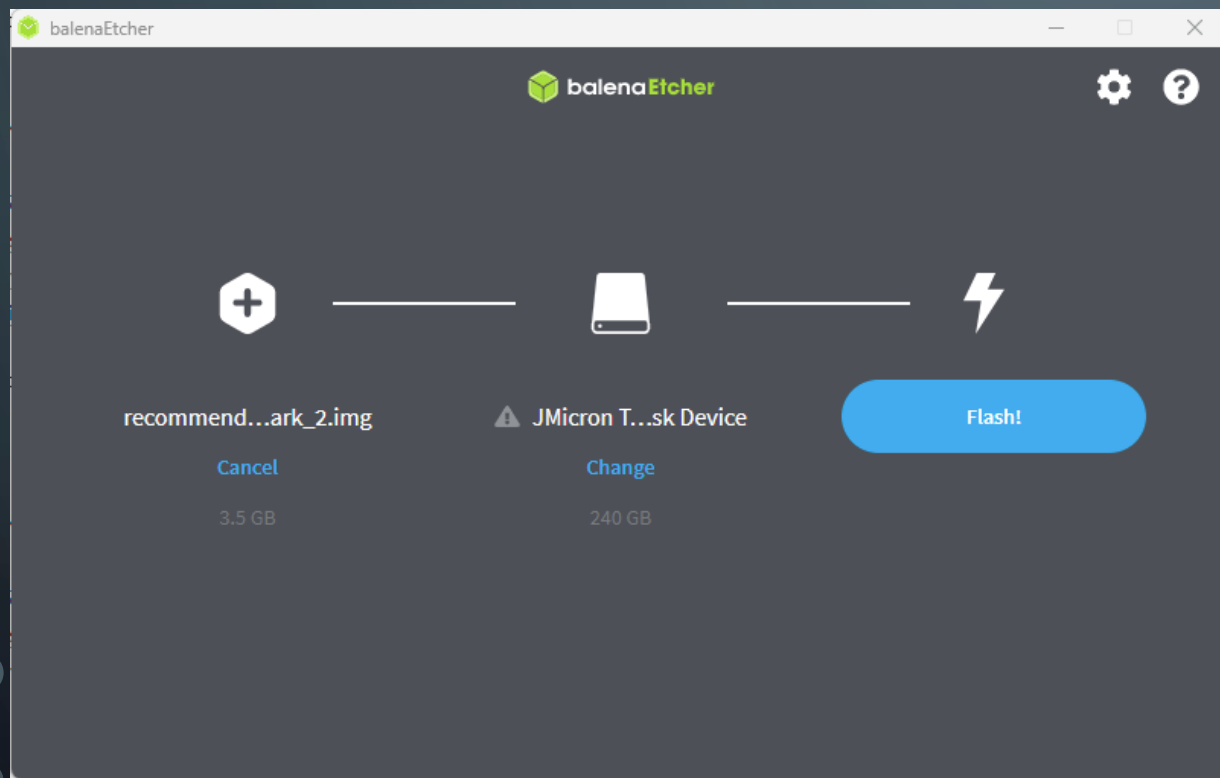 balenaEtcher
balenaEtcher
recommend...ark_2.img
JMicron T...sk Device
Flash!
Cancel
Change
3.5 GB
240 GB